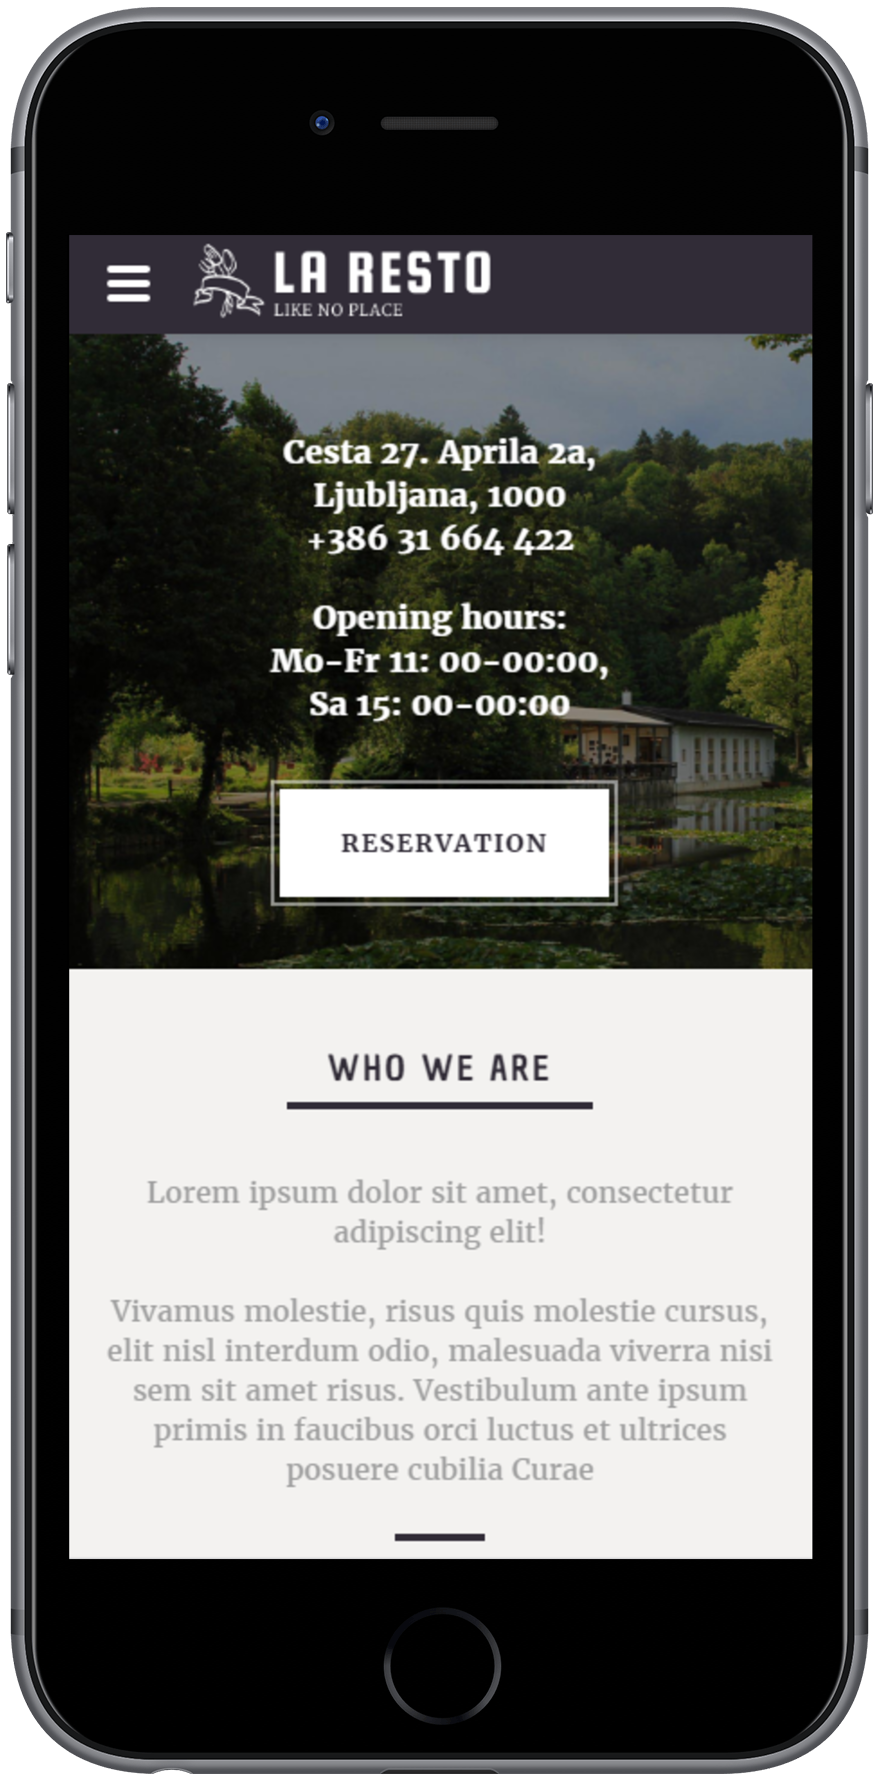 LA RESTO
LIKE NO PLACE
Cesta 27. Aprila 2a,
Ljubljana, 1000
+386 31 664 422
Opening hours:
Mo-Fr 11: 00-00:00,
Sa 15: 00-00:00
RESERVATION
WHO WE ARE
Lorem ipsum dolor sit amet, consectetur
adipiscing elit!
Vivamus molestie, risus quis molestie cursus,
elit nisl interdum odio, malesuada viverra nisi
sem sit amet risus. Vestibulum ante ipsum
primis in faucibus orci luctus et ultrices
posuere cubilia Curae